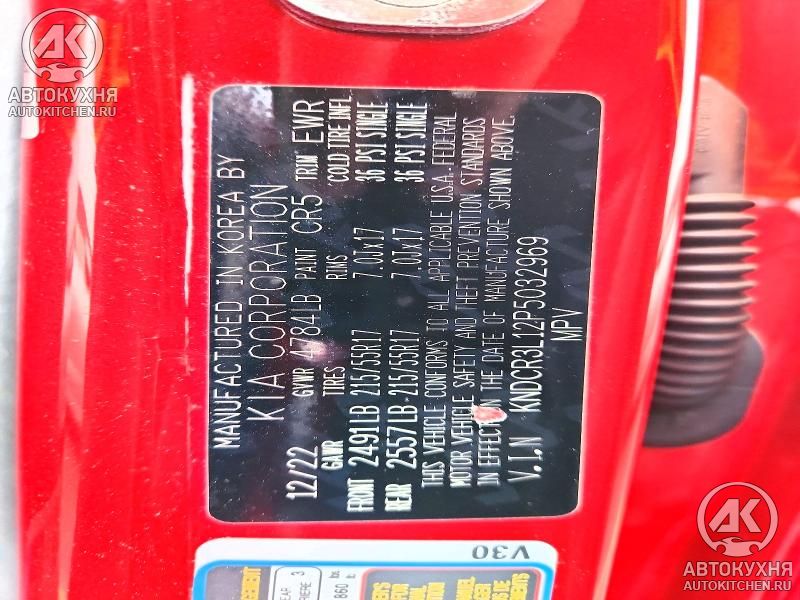 MANUFACTURED IN KOREA BY
KIA CORPORATION
12/22 GVWR 4784LB PAINT CR5 TRIM EWR
GAWR TIRES RIMS COLD TIRE INFL.
FRONT 2491LB 215/55R17 7.0Jx17 36 PSI SINGLE
REAR 2557LB 215/55R17 7.0Jx17 36 PSI SINGLE
THIS VEHICLE CONFORMS TO ALL APPLICABLE U.S.A. FEDERAL
MOTOR VEHICLE SAFETY AND THEFT PREVENTION STANDARDS
IN EFFECT ON THE DATE OF MANUFACTURE SHOWN ABOVE.
V.I.N KNDCR3L12P5032969
MPV
V30
AK
АВТОКУХНЯ
AUTOKITCHEN.RU
AK
АВТОКУХНЯ
AUTOKITCHEN.RU